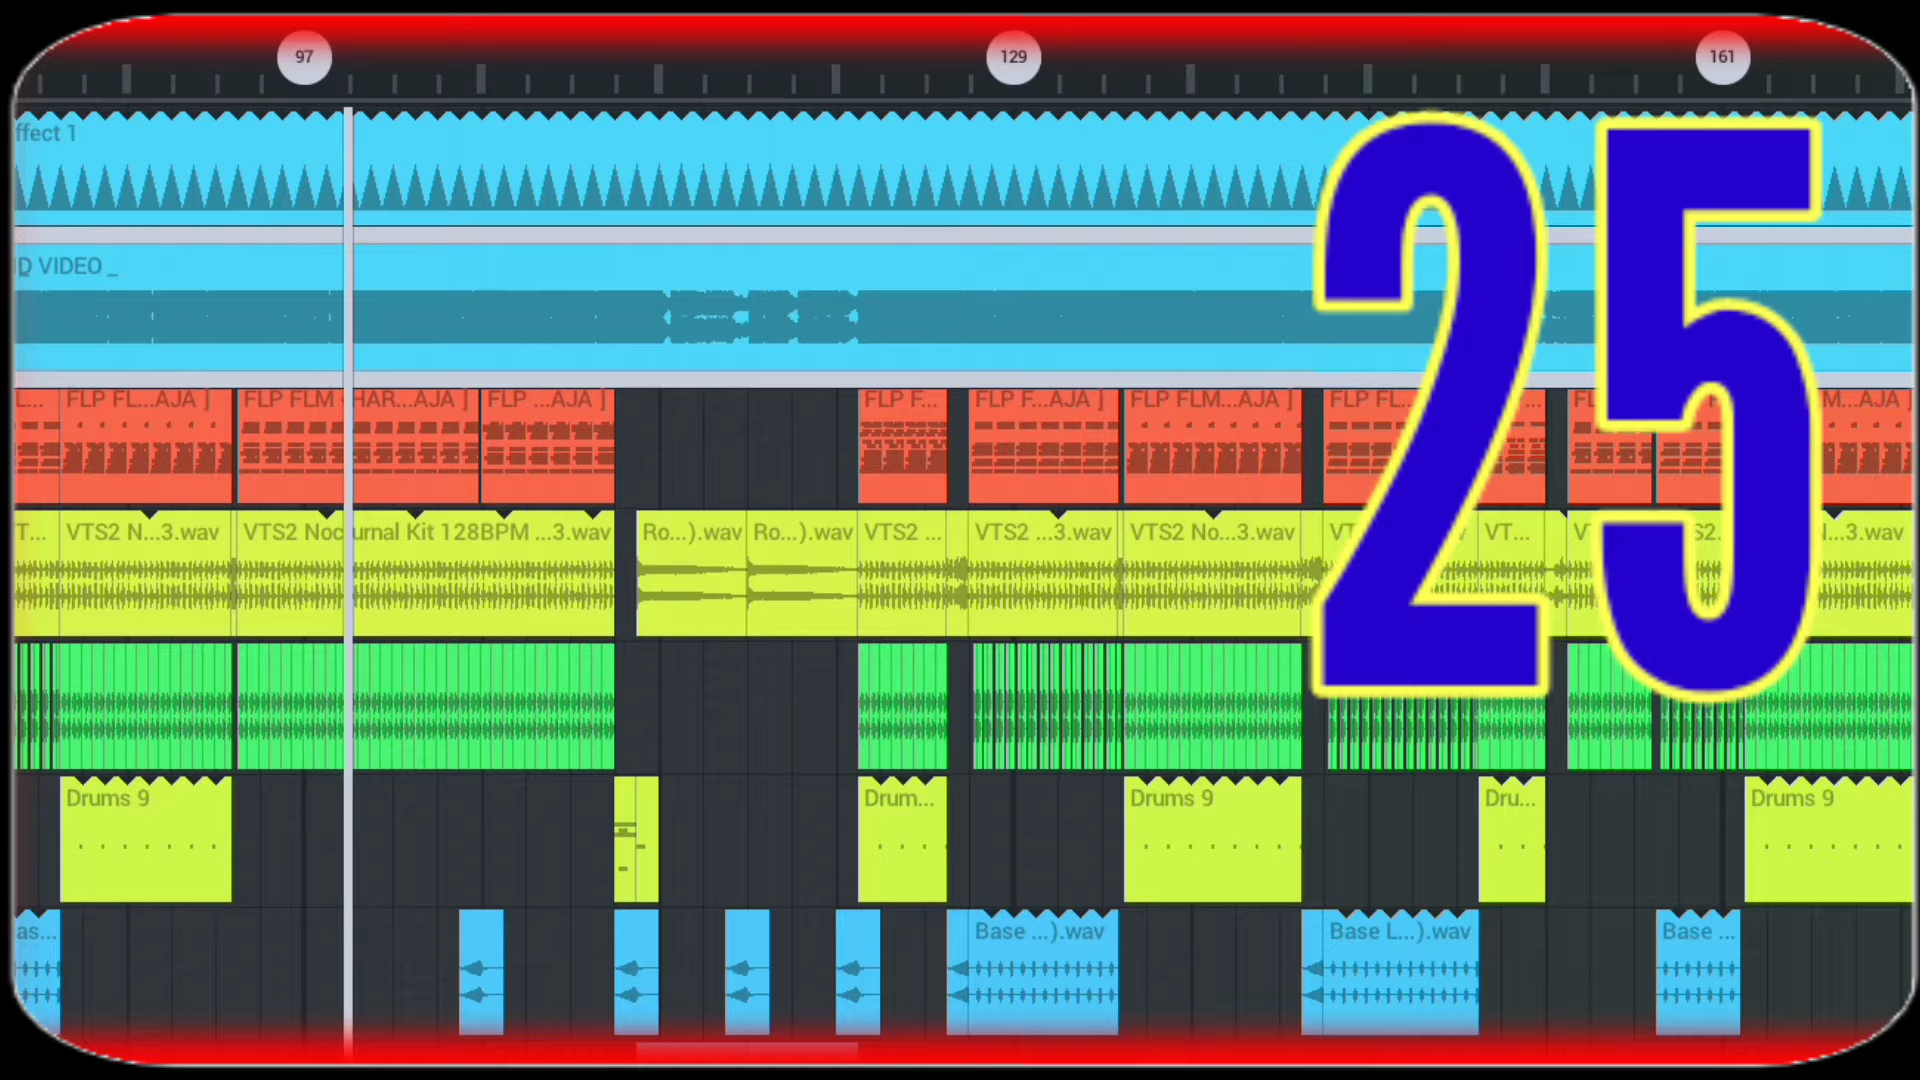 97 129 161
ffect 1
25
D VIDEO _
L... FLP FL...AJA ] FLP FLM HAR...AJA ] FLP ...AJA ] FLP F... FLP F...AJA ] FLP FLM...AJA ] FLP FL... M...AJA ]
T... VTS2 N...3.wav VTS2 Nocturnal Kit 128BPM ...3.wav Ro...).wav Ro...).wav VTS2 ... VTS2 ...3.wav VTS2 No...3.wav VT... ...3.wav
Drums 9 Drum... Drums 9 Dru... Drums 9
as... Base ...).wav Base L...).wav Base ...